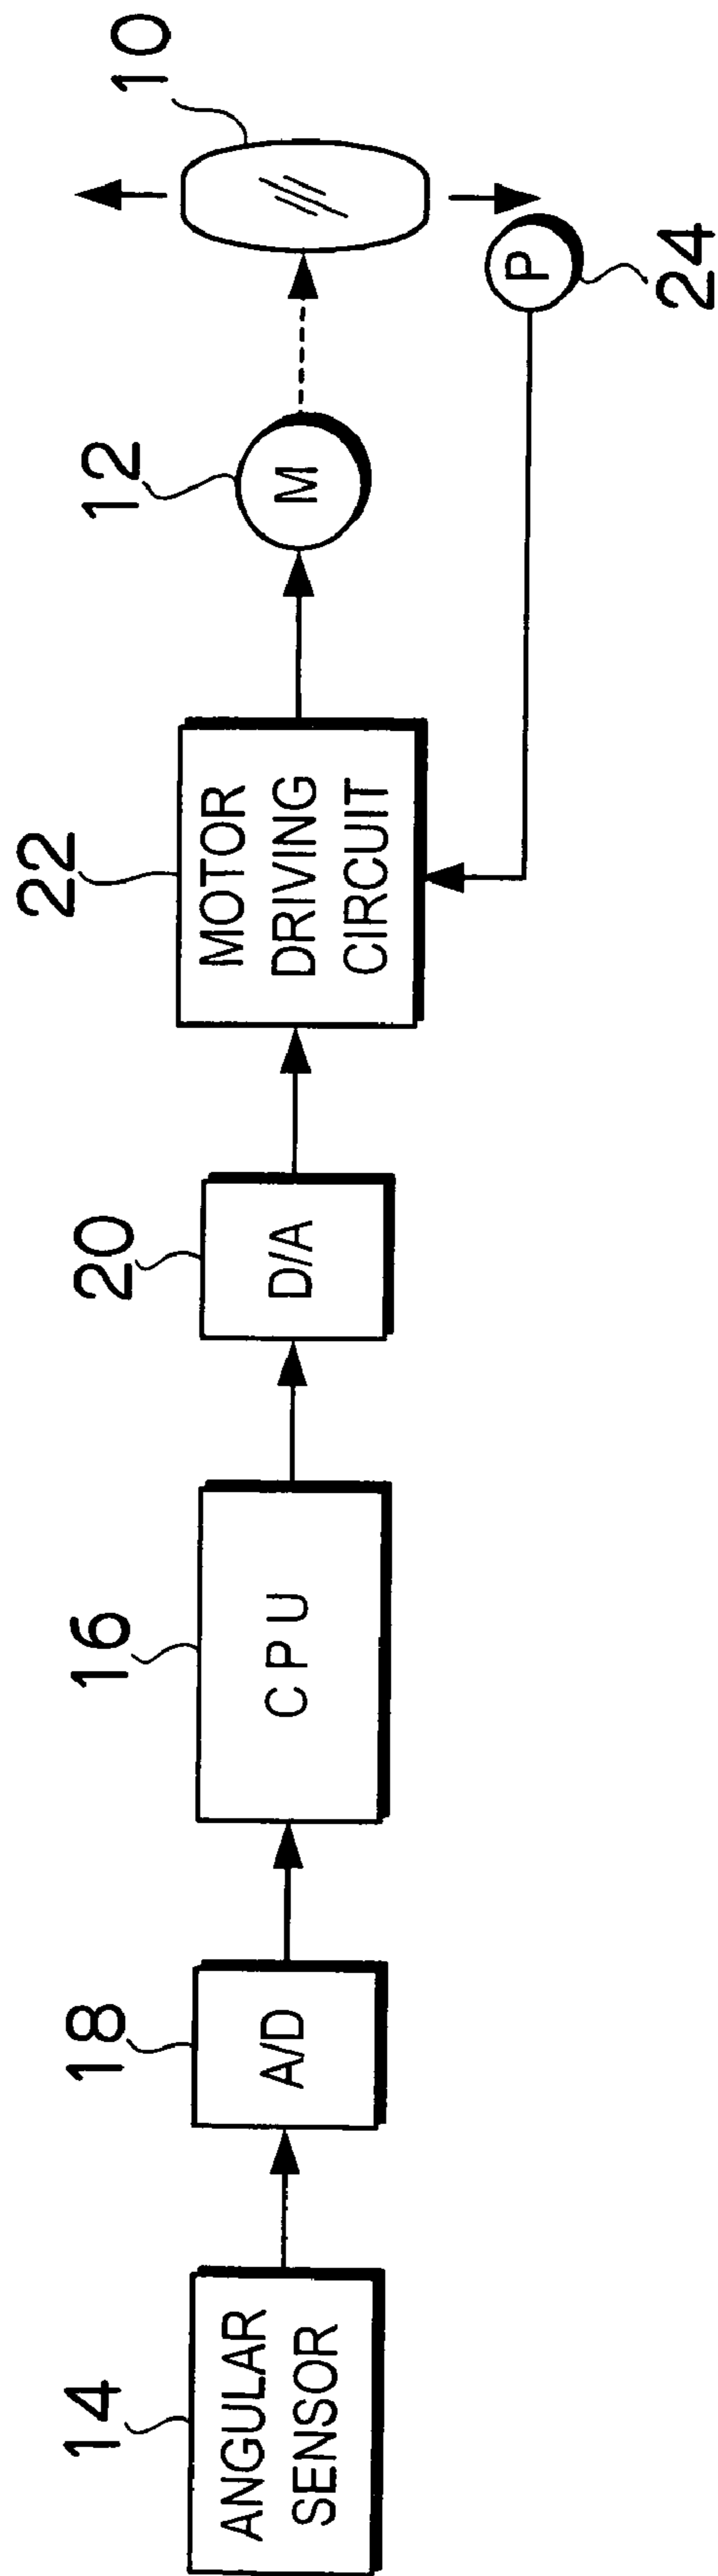 14
ANGULAR
SENSOR
18
A/D
16
CPU
20
D/A
22
MOTOR
DRIVING
CIRCUIT
12
M
10
P
24